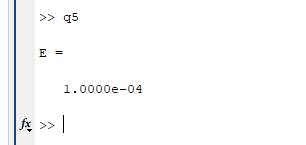 >> q5
E =
1.0000e-04
fx >>